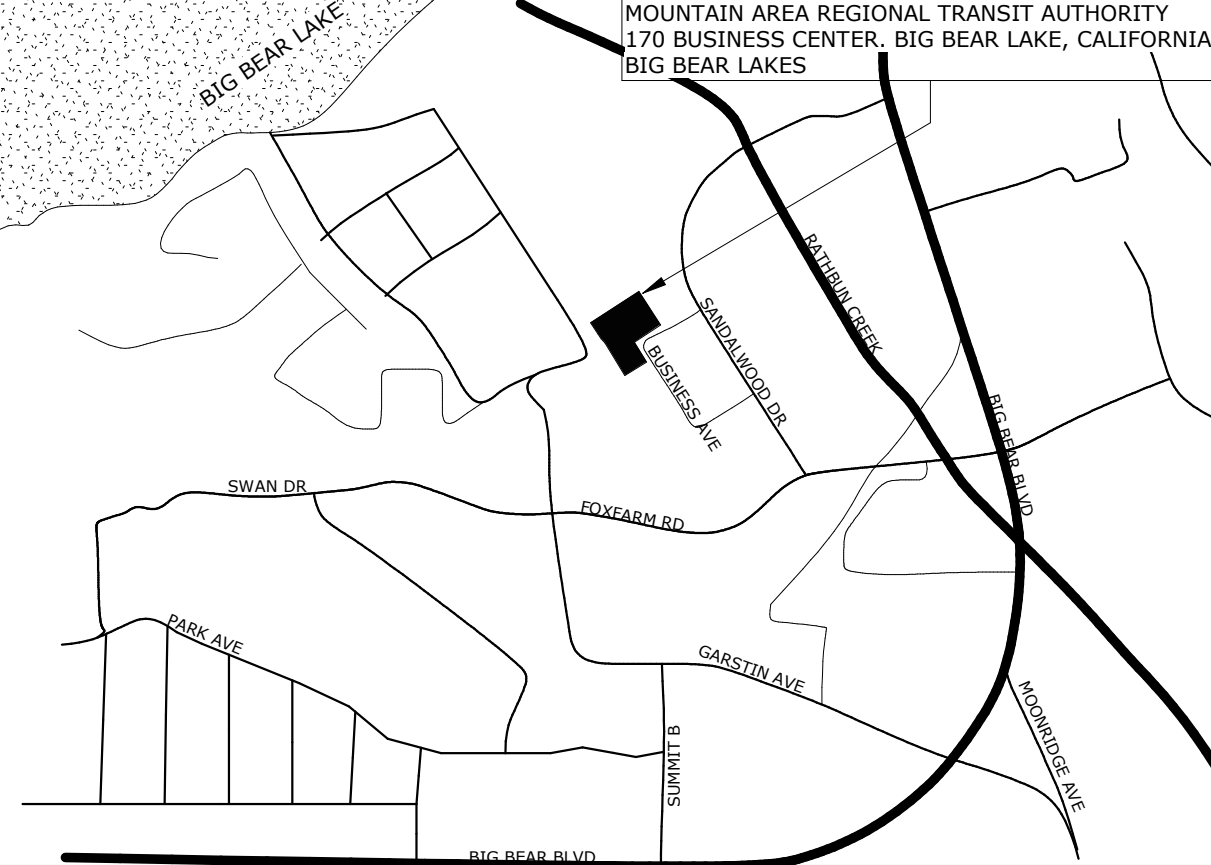 MOUNTAIN AREA REGIONAL TRANSIT AUTHORITY
170 BUSINESS CENTER. BIG BEAR LAKE, CALIFORNIA
BIG BEAR LAKES
BIG BEAR LAKE
RATHBUN CREEK
SANDALWOOD DR
BUSINESS AVE
BIG BEAR BLVD
SWAN DR
FOXFARM RD
PARK AVE
GARSTIN AVE
MOONRIDGE AVE
SUMMIT B
BIG BEAR BLVD